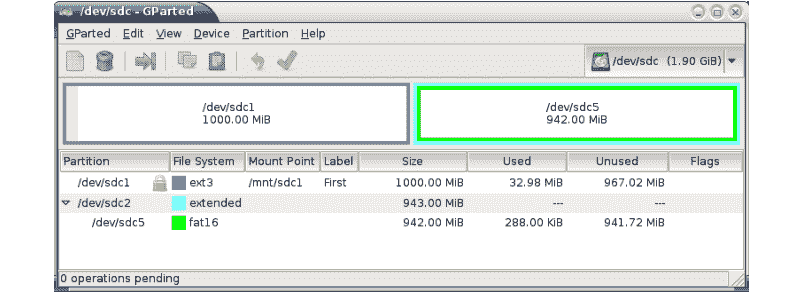 /dev/sdc - GParted
GParted Edit View Device Partition Help
/dev/sdc (1.90 GiB)
/dev/sdc1 /dev/sdc5
1000.00 MiB 942.00 MiB
Partition File System Mount Point Label Size Used Unused Flags
/dev/sdc1 ext3 /mnt/sdc1 First 1000.00 MiB 32.98 MiB 967.02 MiB
/dev/sdc2 extended 943.00 MiB --- ---
/dev/sdc5 fat16 942.00 MiB 288.00 KiB 941.72 MiB
0 operations pending